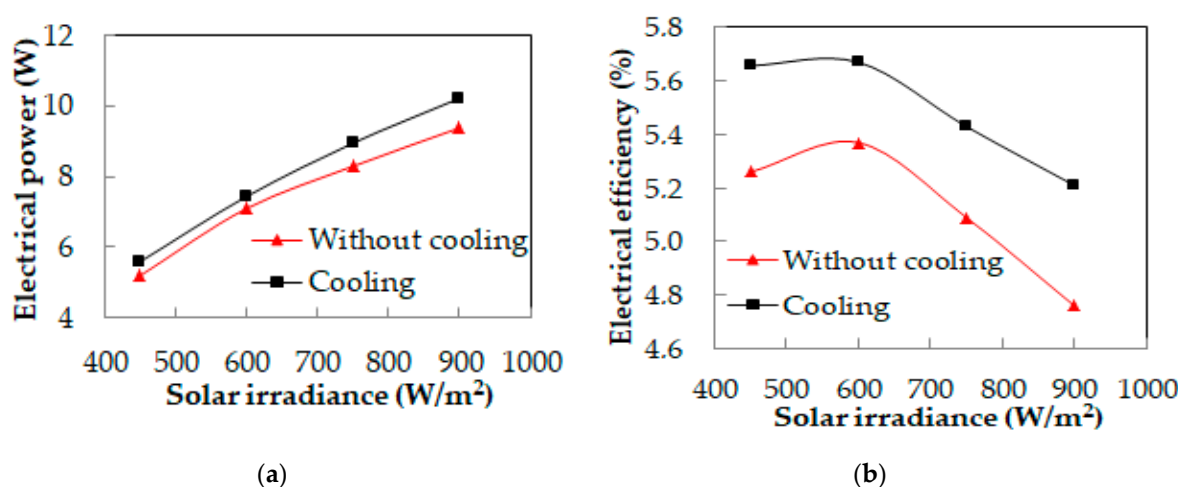 Electrical power (W)
12
10
8
6
4
Without cooling
Cooling
400 500 600 700 800 900 1000
Solar irradiance (W/m²)
(a)
Electrical efficiency (%)
5.8
5.6
5.4
5.2
5.0
4.8
4.6
Without cooling
Cooling
400 500 600 700 800 900 1000
Solar irradiance (W/m²)
(b)